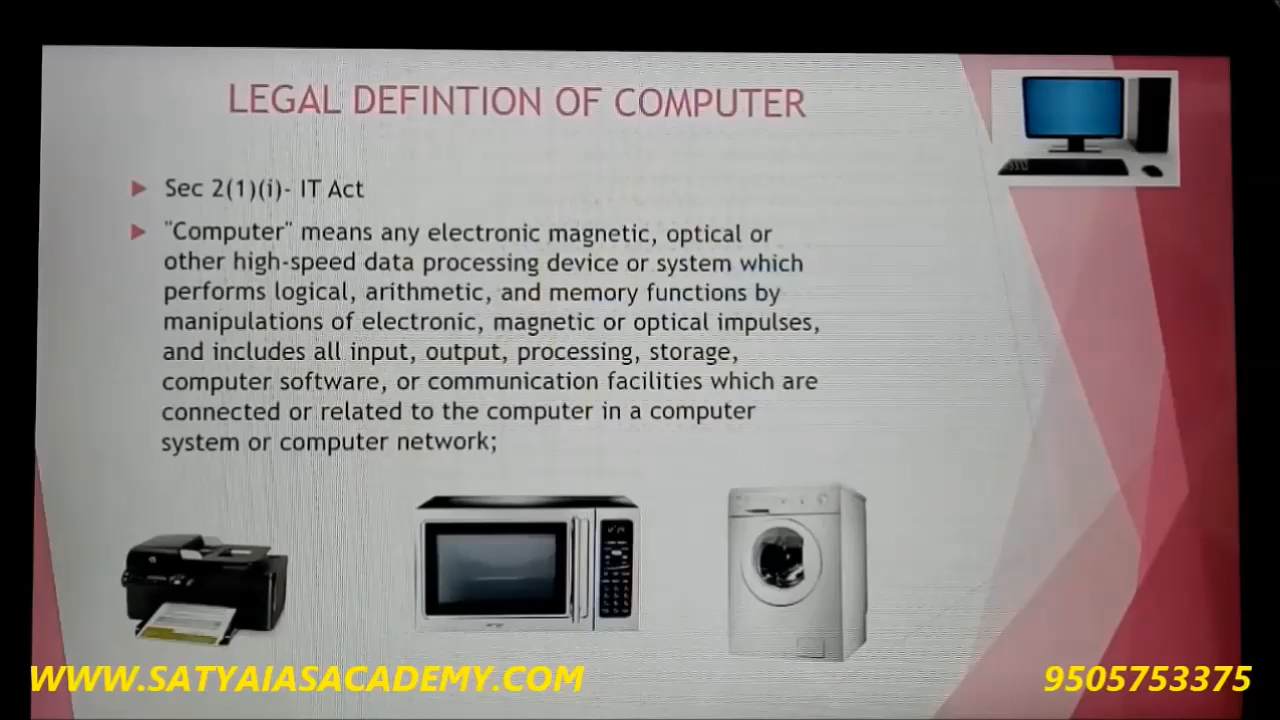 LEGAL DEFINTION OF COMPUTER
Sec 2(1)(i)- IT Act
"Computer" means any electronic magnetic, optical or
other high-speed data processing device or system which
performs logical, arithmetic, and memory functions by
manipulations of electronic, magnetic or optical impulses,
and includes all input, output, processing, storage,
computer software, or communication facilities which are
connected or related to the computer in a computer
system or computer network;
WWW.SATYAIASACADEMY.COM
9505753375